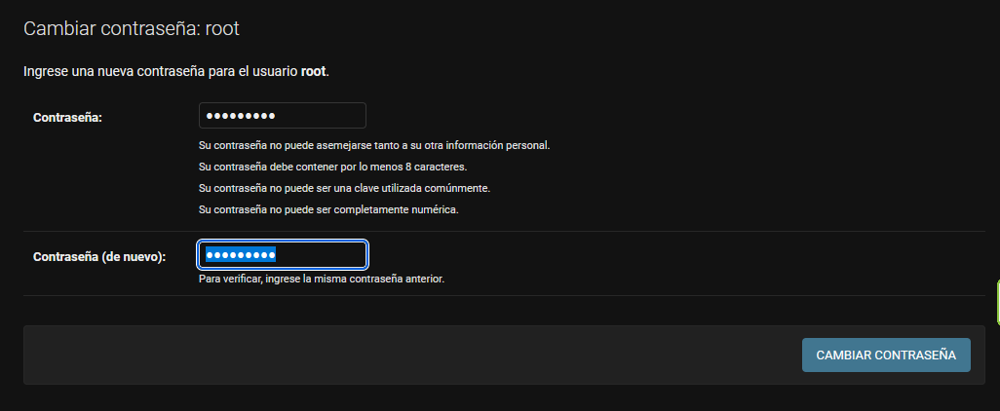 Cambiar contraseña: root
Ingrese una nueva contraseña para el usuario root.
Contraseña:
●●●●●●●●●
Su contraseña no puede asemejarse tanto a su otra información personal.
Su contraseña debe contener por lo menos 8 caracteres.
Su contraseña no puede ser una clave utilizada comúnmente.
Su contraseña no puede ser completamente numérica.
Contraseña (de nuevo):
●●●●●●●●●
Para verificar, ingrese la misma contraseña anterior.
CAMBIAR CONTRASEÑA